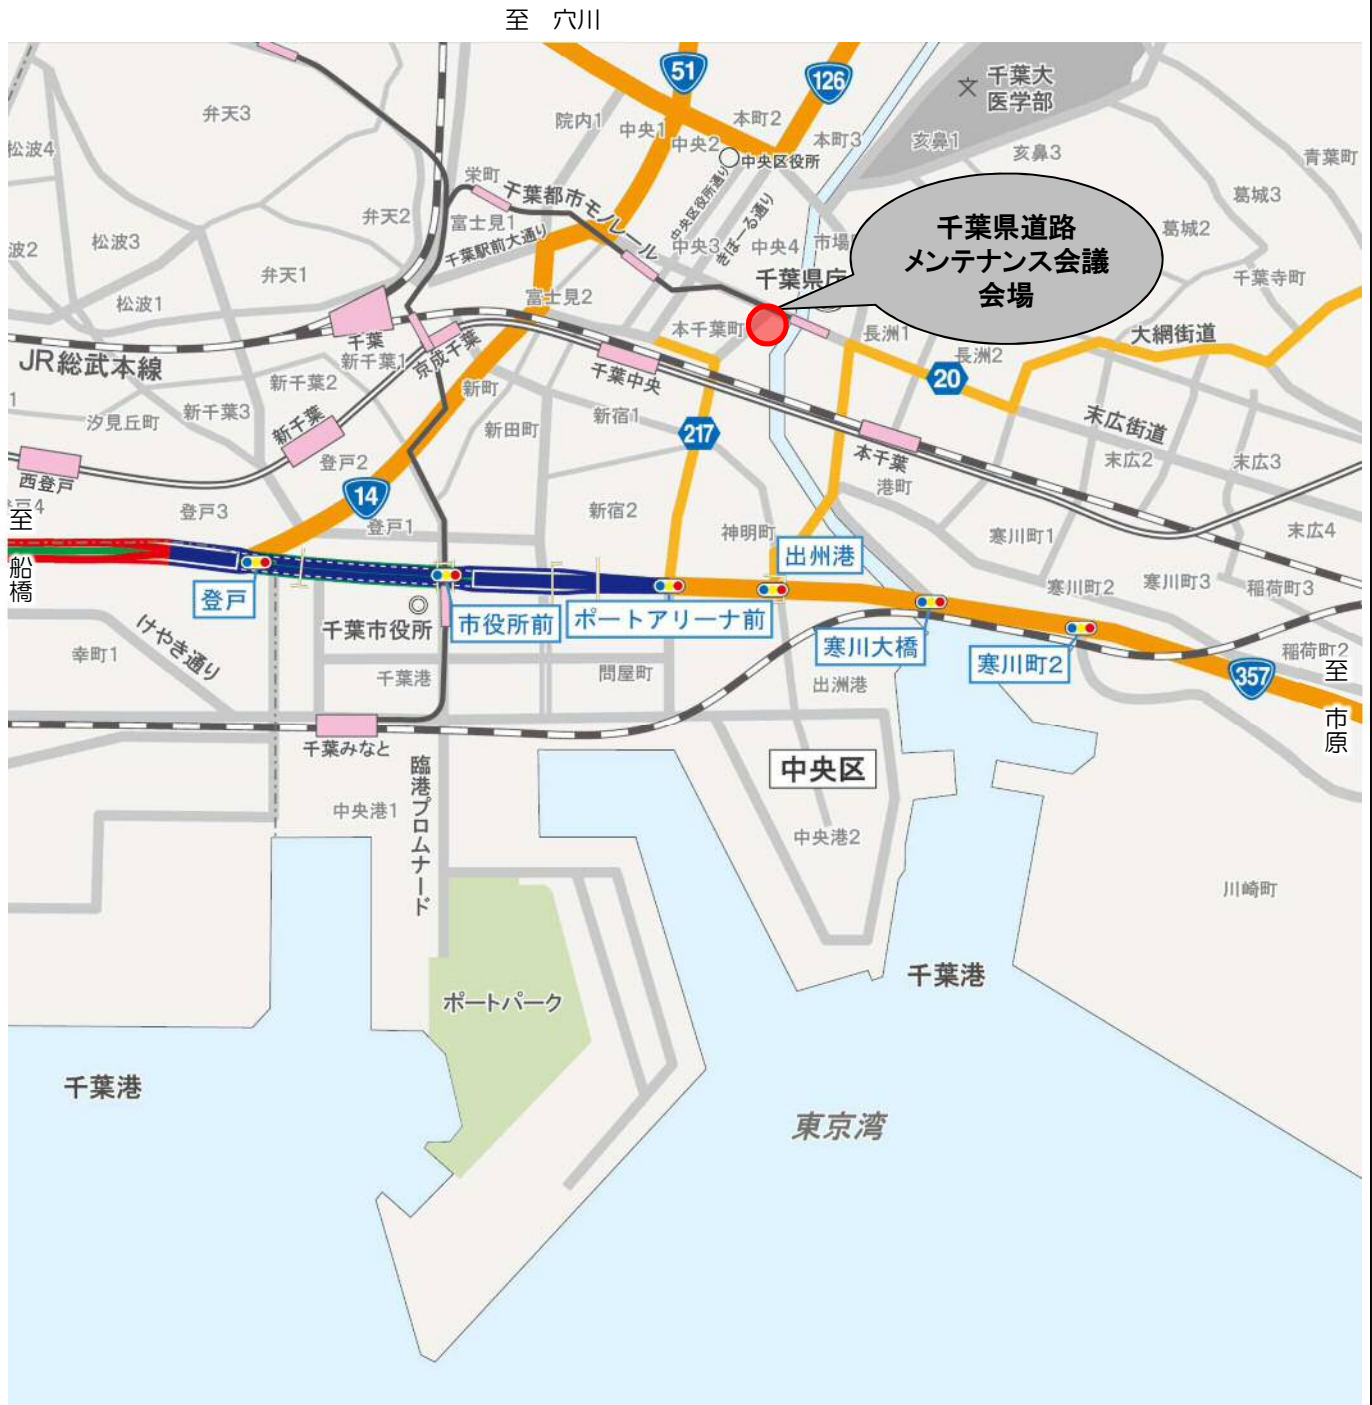 至　穴川
51
126
千葉大
医学部
弁天3
院内1
中央1
本町2
中央2
本町3
亥鼻1
亥鼻3
松波4
中央区役所
青葉町
栄町
千葉都市モノレール
中央区役所通り
きぼーる通り
葛城3
弁天2
富士見1
千葉県道路
メンテナンス会議
会場
葛城2
波2
松波3
千葉駅前大通り
中央3
中央4
市場
弁天1
千葉県庁
千葉寺町
松波1
富士見2
本千葉町
長洲1
大網街道
千葉
京成千葉
JR総武本線
新千葉1
千葉中央
長洲2
20
新千葉2
新町
1
汐見丘町
新千葉3
新千葉
新宿1
末広街道
新田町
217
本千葉
末広2
末広3
西登戸
登戸2
14
港町
登戸4
登戸3
登戸1
新宿2
神明町
寒川町1
末広4
至
船橋
出州港
寒川町2
寒川町3
稲荷町3
登戸
千葉市役所
市役所前
ポートアリーナ前
寒川大橋
寒川町2
稲荷町2
けやき通り
幸町1
千葉港
問屋町
出洲港
357
至
市原
千葉みなと
臨港プロムナード
中央区
中央港1
中央港2
川崎町
千葉港
ポートパーク
千葉港
東京湾